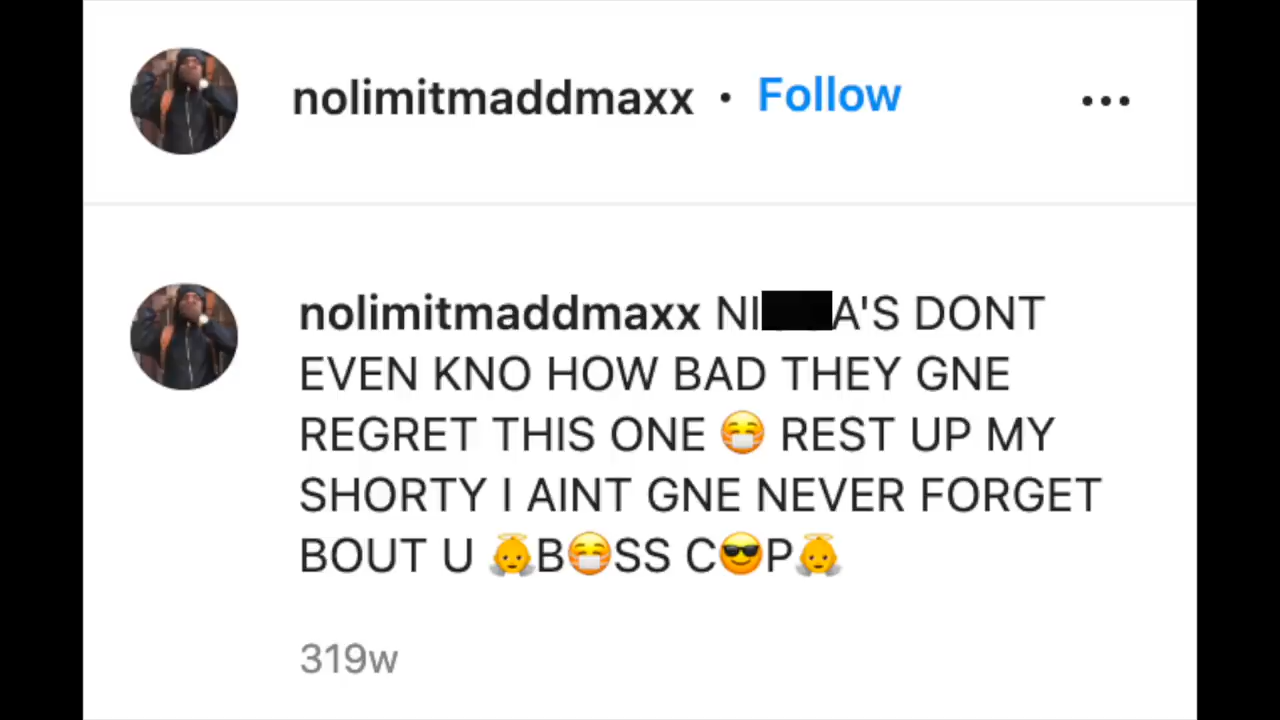 nolimitmaddmaxx • Follow
nolimitmaddmaxx NI A'S DONT
EVEN KNO HOW BAD THEY GNE
REGRET THIS ONE 😷 REST UP MY
SHORTY I AINT GNE NEVER FORGET
BOUT U 👼B😷SS C😎P👼
319w